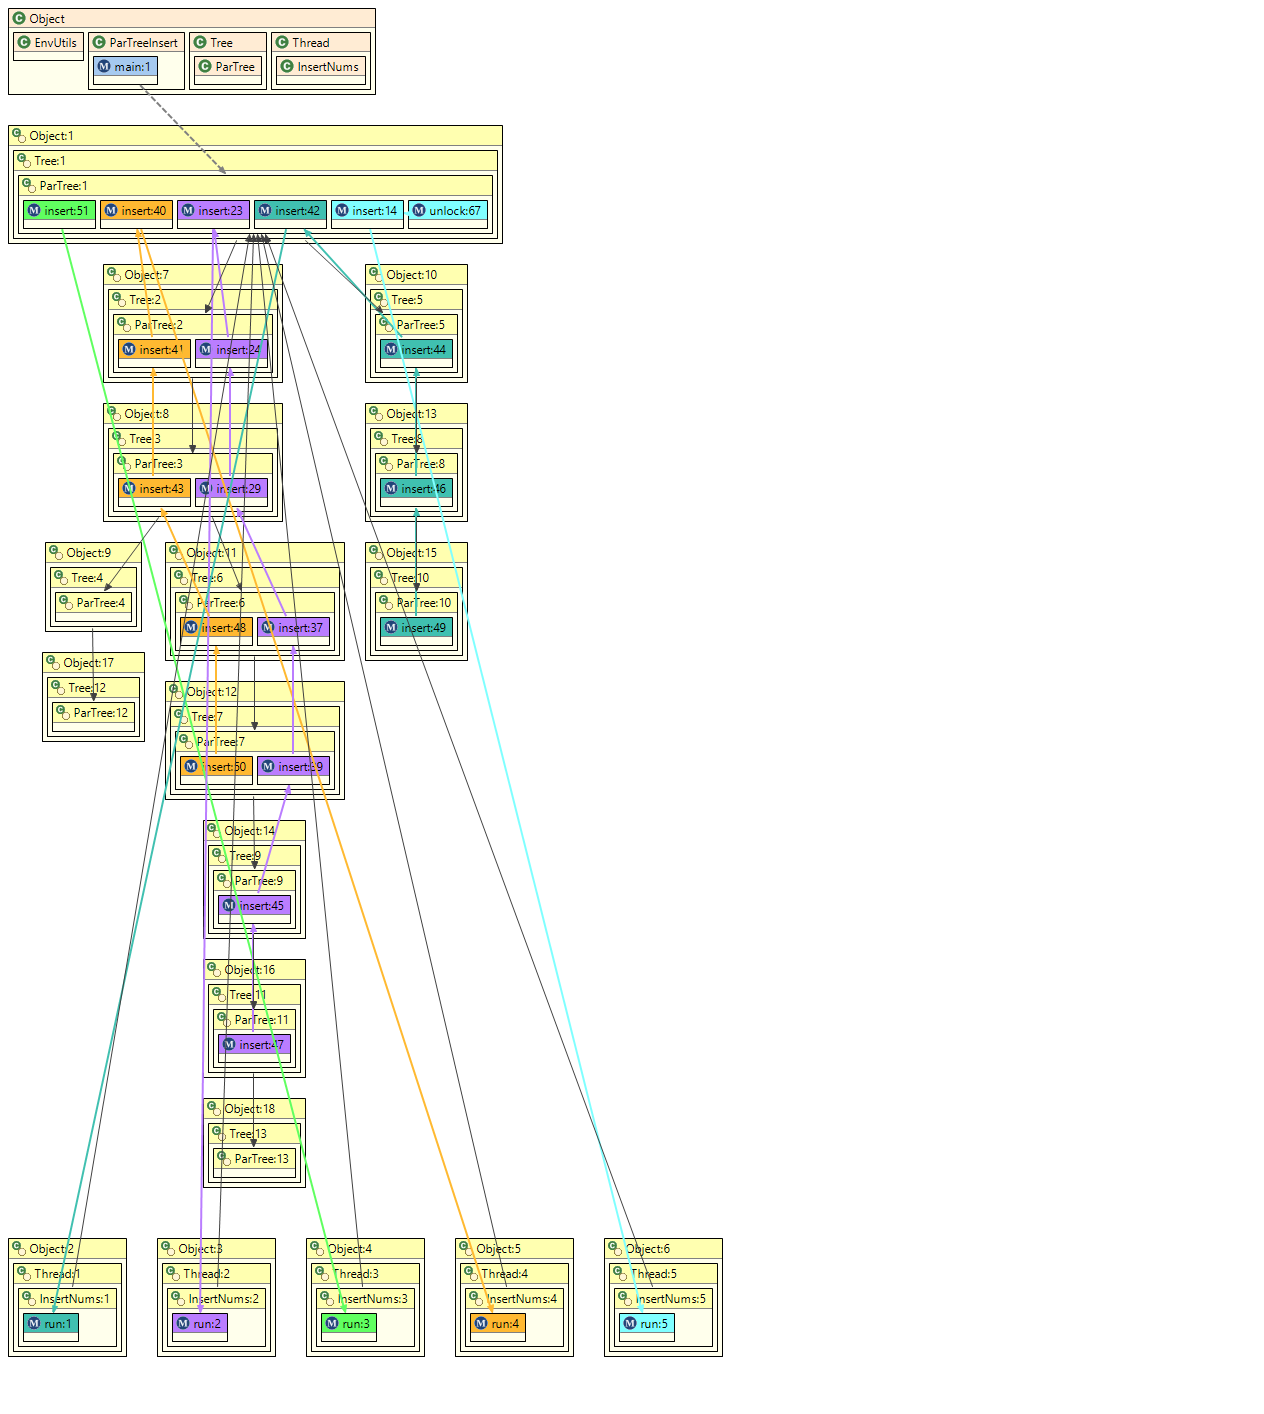 Object
EnvUtils ParTreeInsert Tree Thread
main:1 ParTree InsertNums
Object:1
Tree:1
ParTree:1
insert:51 insert:40 insert:23 insert:42 insert:14 unlock:67
Object:7 Object:10
Tree:2 Tree:5
ParTree:2 ParTree:5
insert:41 insert:24 insert:44
Object:8 Object:13
Tree:3 Tree:8
ParTree:3 ParTree:8
insert:43 insert:29 insert:46
Object:9 Object:11 Object:15
Tree:4 Tree:6 Tree:10
ParTree:4 ParTree:6 ParTree:10
insert:48 insert:37 insert:49
Object:17
Tree:12
ParTree:12
Object:12
Tree:7
ParTree:7
insert:50 insert:39
Object:14
Tree:9
ParTree:9
insert:45
Object:16
Tree:11
ParTree:11
insert:47
Object:18
Tree:13
ParTree:13
Object:2 Object:3 Object:4 Object:5 Object:6
Thread:1 Thread:2 Thread:3 Thread:4 Thread:5
InsertNums:1 InsertNums:2 InsertNums:3 InsertNums:4 InsertNums:5
run:1 run:2 run:3 run:4 run:5